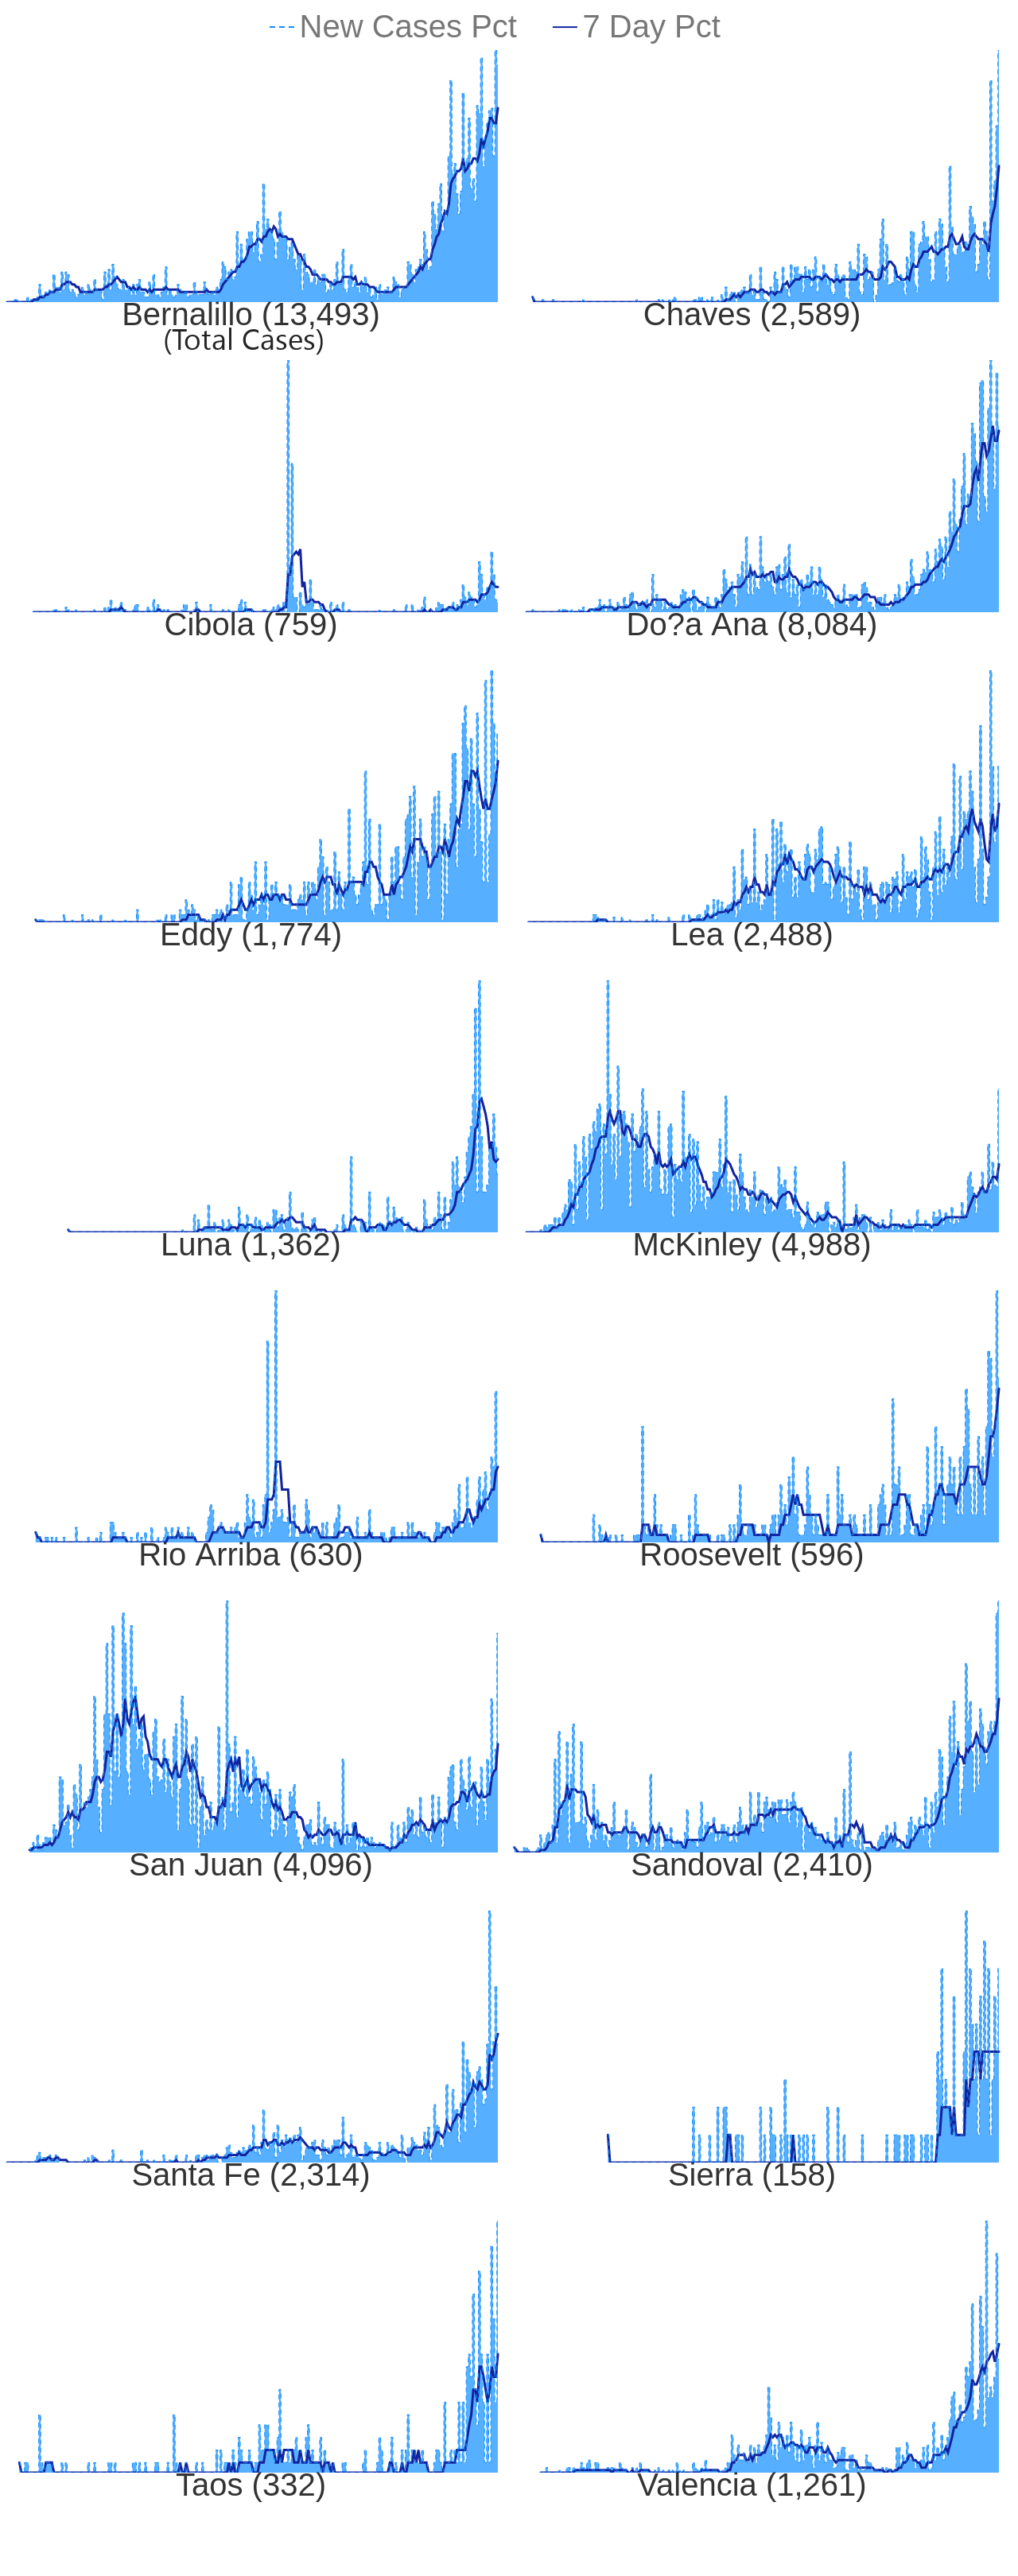 New Cases Pct 7 Day Pct
Bernalillo (13,493)
(Total Cases)
Chaves (2,589)
Cibola (759)
Do?a Ana (8,084)
Eddy (1,774)
Lea (2,488)
Luna (1,362)
McKinley (4,988)
Rio Arriba (630)
Roosevelt (596)
San Juan (4,096)
Sandoval (2,410)
Santa Fe (2,314)
Sierra (158)
Taos (332)
Valencia (1,261)